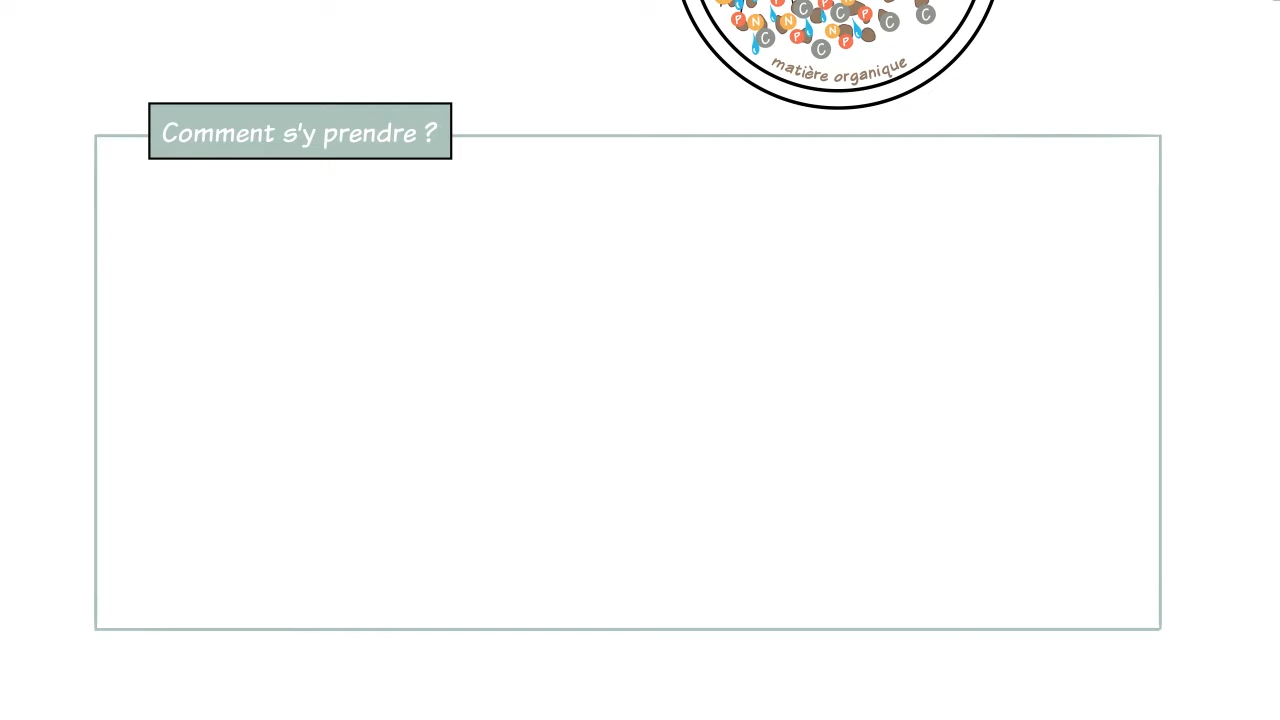 C P C N
P N C P C P C C
C N P
matière organique
Comment s'y prendre ?